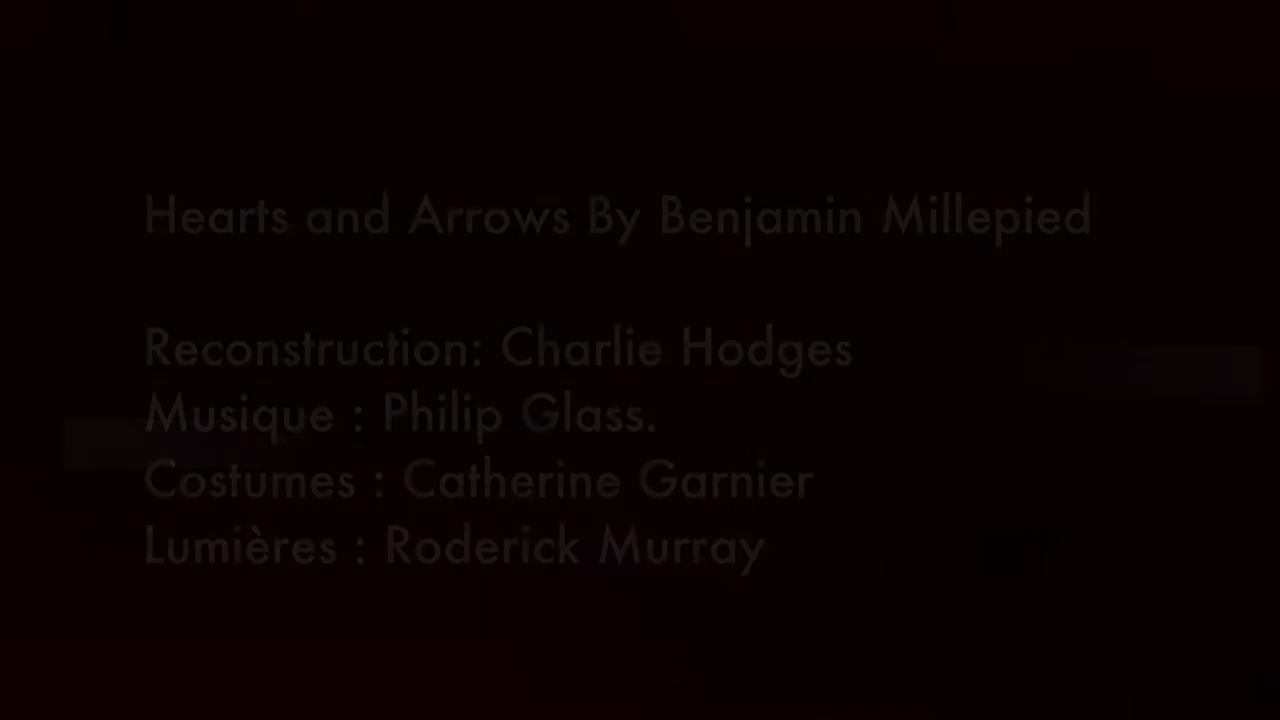 Hearts and Arrows By Benjamin Millepied
Reconstruction: Charlie Hodges
Musique : Philip Glass.
Costumes : Catherine Garnier
Lumières : Roderick Murray